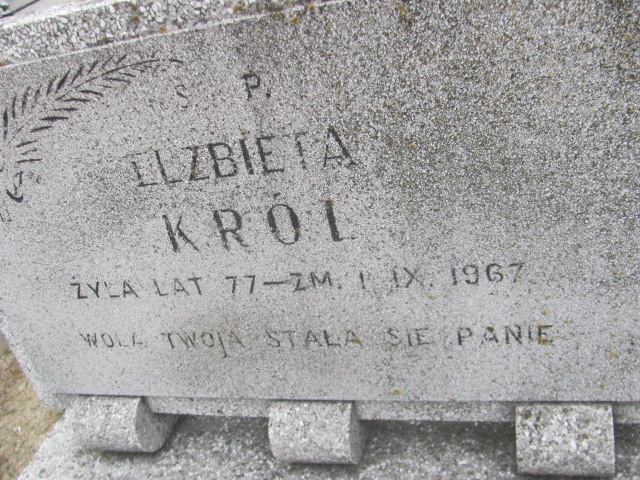 Ś. P.
ELZBIETA
KRÓL
ŻYŁA LAT 77-ZM. 1 IX. 1967
WOLA TWOJA STAŁA SIĘ PANIE